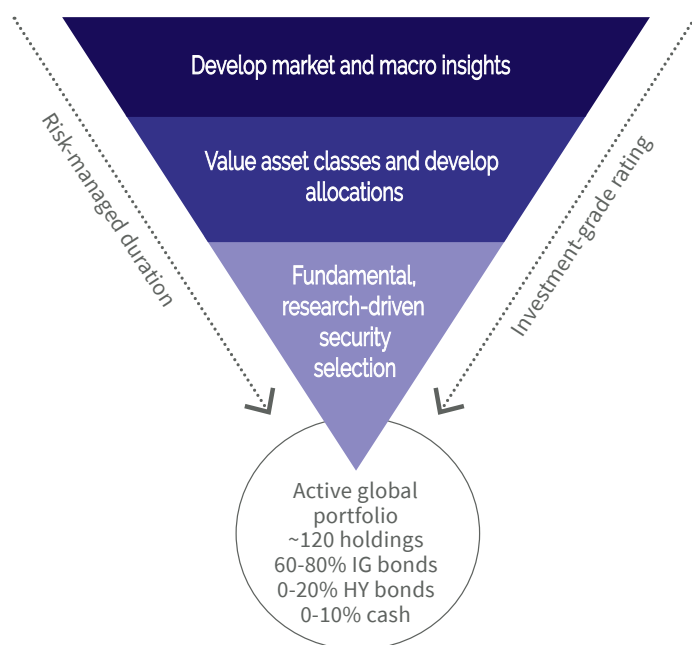 Develop market and macro insights
Risk-managed duration
Investment-grade rating
Value asset classes and develop
allocations
Fundamental,
research-driven
security
selection
Active global
portfolio
~120 holdings
60-80% IG bonds
0-20% HY bonds
0-10% cash